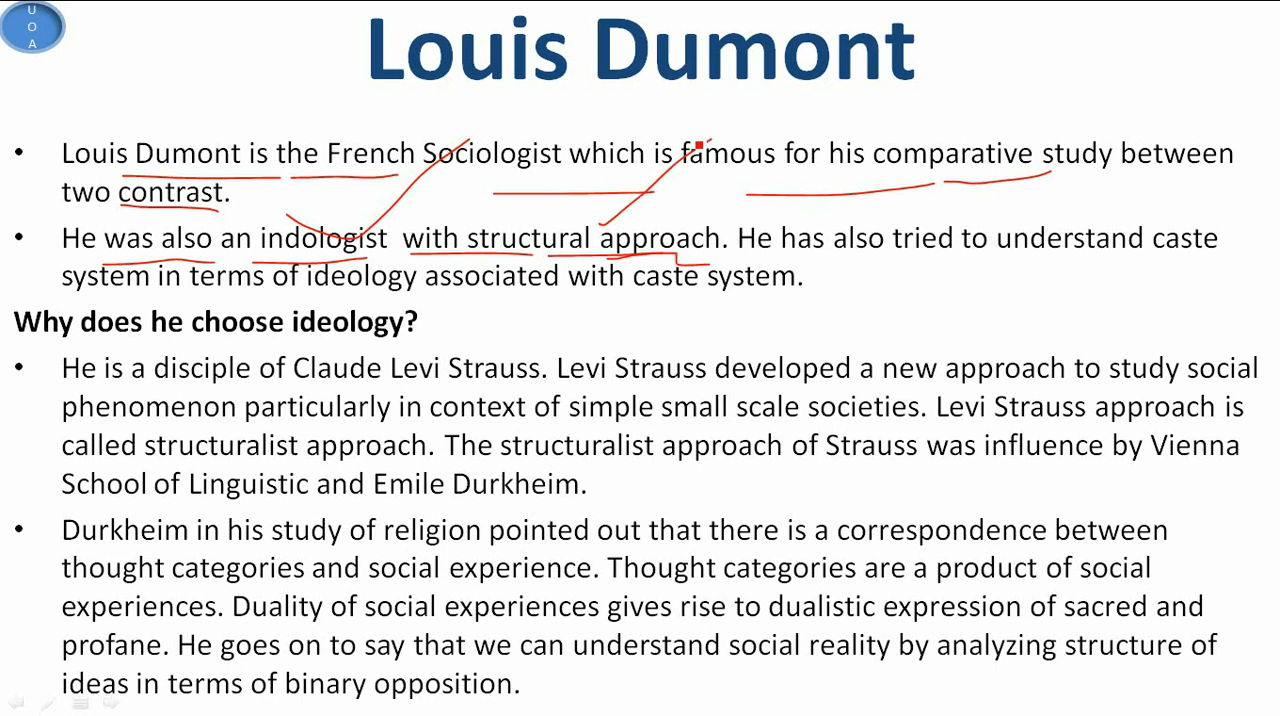 U
O
A
Louis Dumont
• Louis Dumont is the French Sociologist which is famous for his comparative study between
two contrast.
• He was also an indologist with structural approach. He has also tried to understand caste
system in terms of ideology associated with caste system.
Why does he choose ideology?
• He is a disciple of Claude Levi Strauss. Levi Strauss developed a new approach to study social
phenomenon particularly in context of simple small scale societies. Levi Strauss approach is
called structuralist approach. The structuralist approach of Strauss was influence by Vienna
School of Linguistic and Emile Durkheim.
• Durkheim in his study of religion pointed out that there is a correspondence between
thought categories and social experience. Thought categories are a product of social
experiences. Duality of social experiences gives rise to dualistic expression of sacred and
profane. He goes on to say that we can understand social reality by analyzing structure of
ideas in terms of binary opposition.